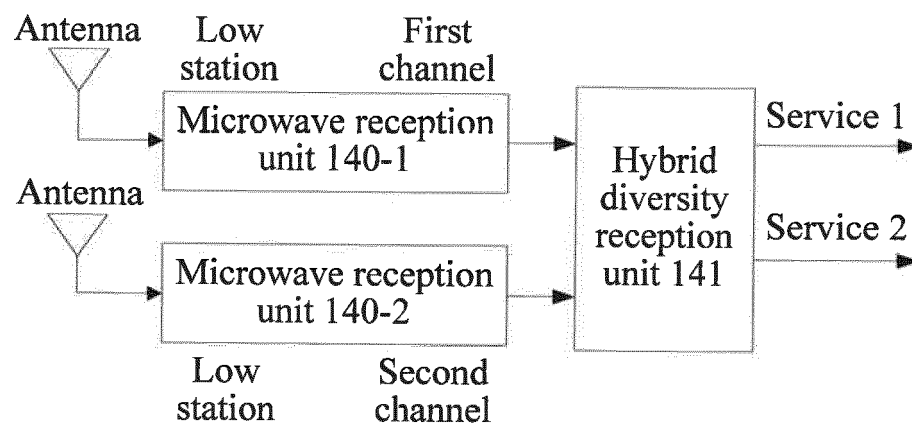 Antenna
Low
station
First
channel
Microwave reception
unit 140-1
Antenna
Microwave reception
unit 140-2
Low
station
Second
channel
Hybrid
diversity
reception
unit 141
Service 1
Service 2